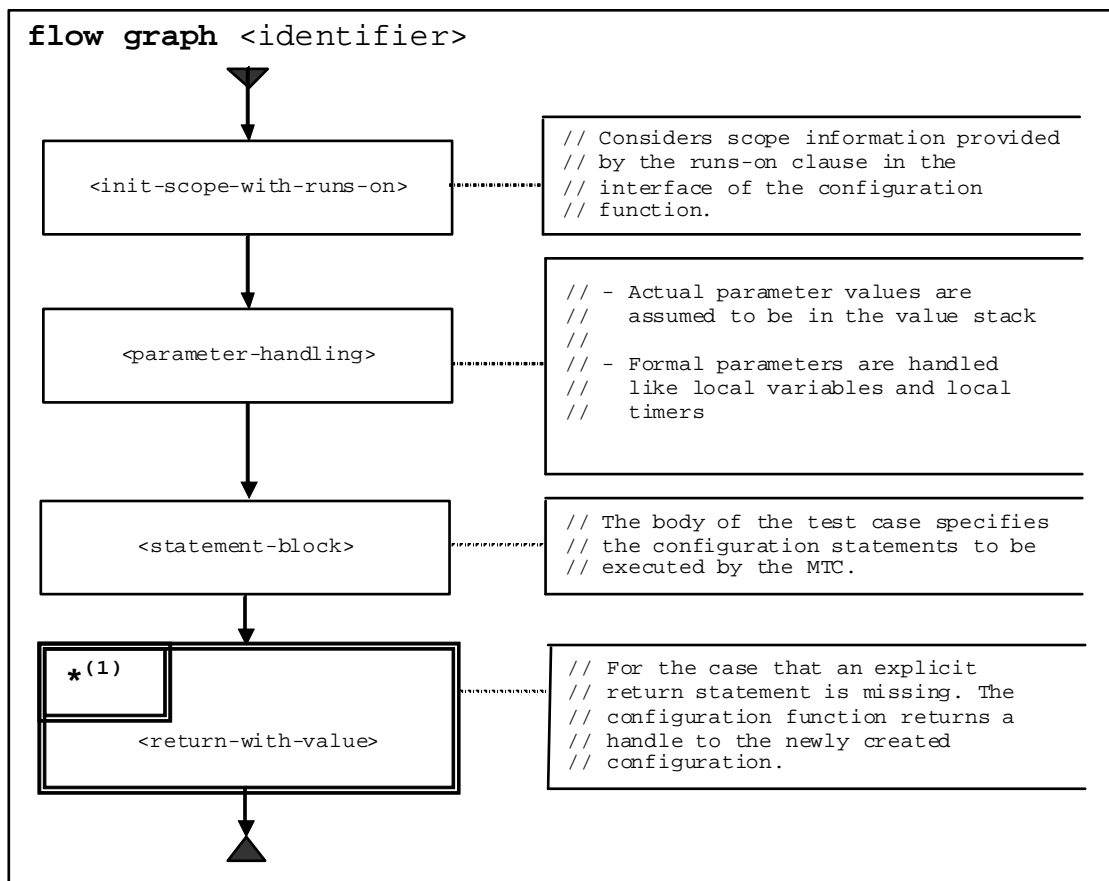 flow graph <identifier>
<init-scope-with-runs-on>
// Considers scope information provided
// by the runs-on clause in the
// interface of the configuration
// function.
<parameter-handling>
// - Actual parameter values are
// assumed to be in the value stack
//
// - Formal parameters are handled
// like local variables and local
// timers
<statement-block>
// The body of the test case specifies
// the configuration statements to be
// executed by the MTC.
*(1)
<return-with-value>
// For the case that an explicit
// return statement is missing. The
// configuration function returns a
// handle to the newly created
// configuration.